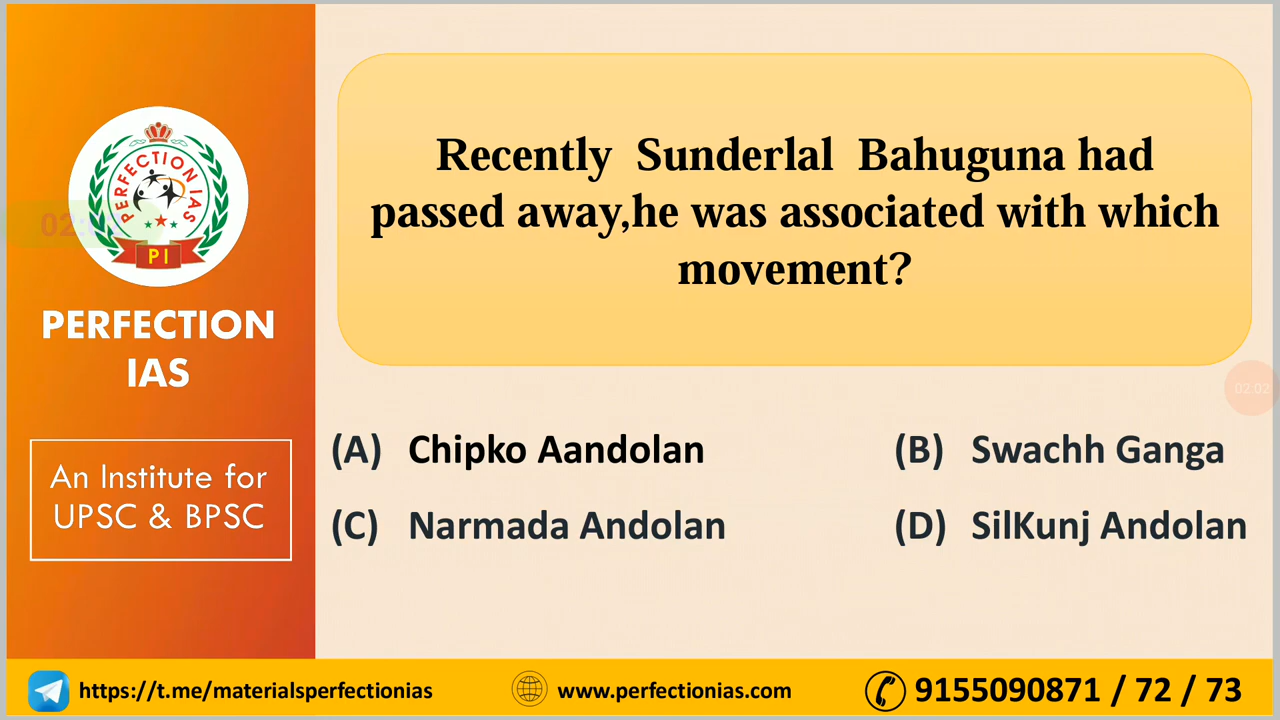 PERFECTION IAS
PI
PERFECTION
IAS
An Institute for
UPSC & BPSC
Recently Sunderlal Bahuguna had
passed away,he was associated with which
movement?
02.02
(A) Chipko Aandolan (B) Swachh Ganga
(C) Narmada Andolan (D) SilKunj Andolan
https://t.me/materialsperfectionias www.perfectionias.com 9155090871 / 72 / 73